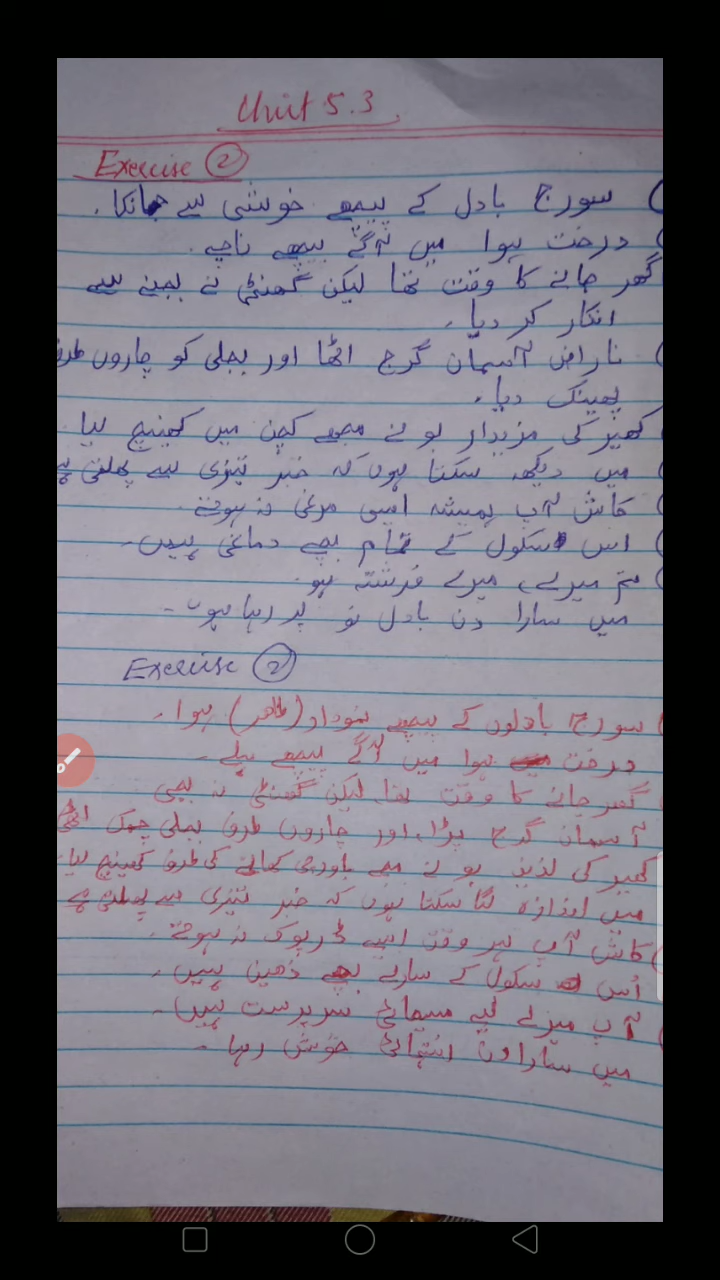 Unit 5.3
Exercise 2
) سورج بادل کے پیچھے خوشی سے جھانکا۔
) درخت ہوا میں آگے پیچھے ناچے۔
گھر جانے کا وقت تھا لیکن گھنٹی نے بجنے سے
انکار کر دیا۔
) ناراض آسمان گرج اٹھا اور بجلی کو چاروں طرف
پھینک دیا۔
کھیر کی مزیدار بو نے مجھے کچن میں کھینچ لیا۔
) میں دیکھ سکتا ہوں کہ خبر تیزی سے پھلتی ہے
) کاش آپ ہمیشہ ایسی مرغی نہ ہوتے۔
) اس سکول کے تمام بچے دماغی ہیں۔
) تم میرے، میرے فرشتہ ہو۔
میں سارا دن بادل نو پر رہا ہوں۔
Exercise 2
) سورج بادلوں کے پیچھے نمودار (ظاہر) ہوا۔
درخت ہوا میں آگے پیچھے ہلے۔
) گھر جانے کا وقت تھا لیکن گھنٹی نہ بجی
آسمان گرج پڑا، اور چاروں طرف بجلی چمک اٹھی
کھیر کی لذیذ بو نے مجھے باورچی کی طرف کھینچ لیا۔
میں اندازہ لگا سکتا ہوں کہ خبر تیزی سے پھلتی ہے
) کاش آپ ہر وقت ایسے ڈرپوک نہ ہوتے۔
اُس سکول کے سارے بچے ذھین ہیں۔
) آپ میرے لیے سرپرست ہیں۔
میں سارا دن انتہائی خوش رہا۔